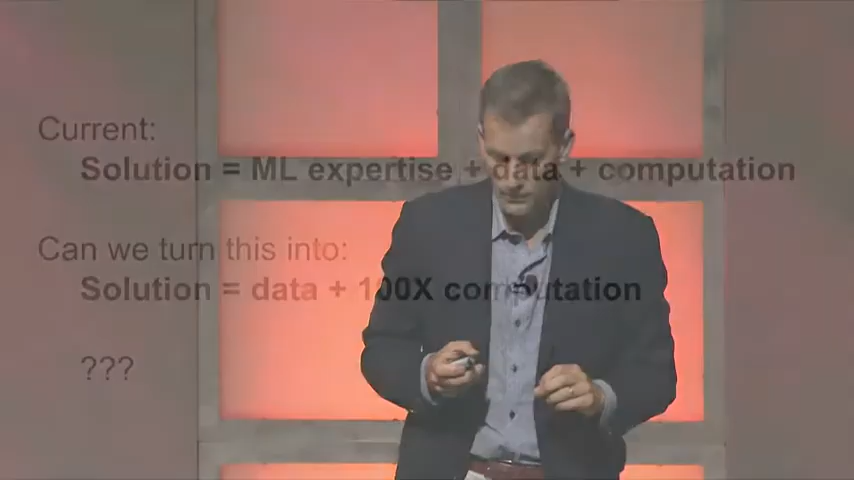 Current:
Solution = ML expertise + data + computation
Can we turn this into:
Solution = data + 100X computation
???